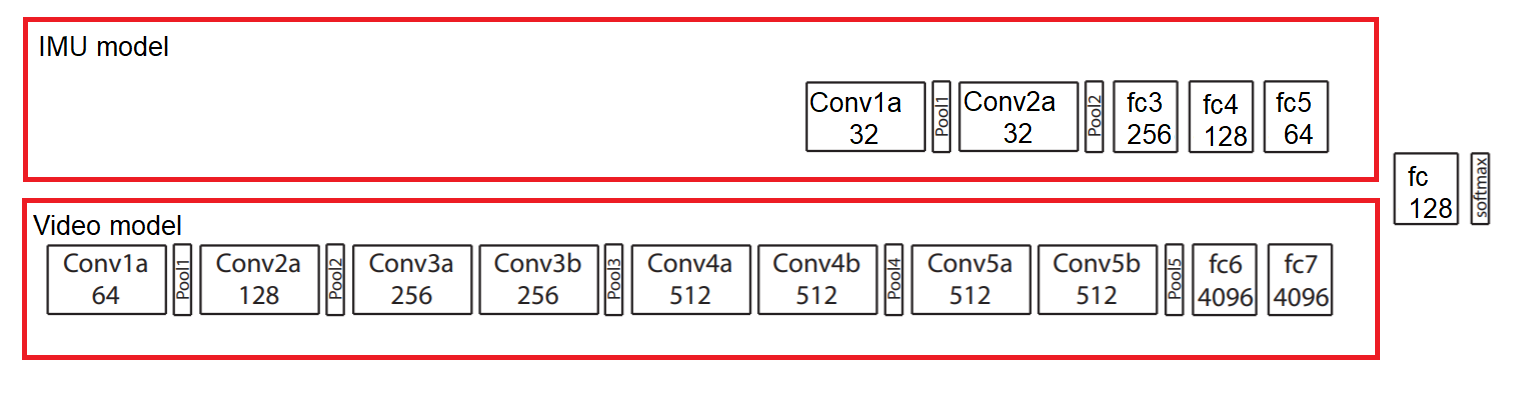 IMU model
Conv1a
32
Pool1
Conv2a
32
Pool2
fc3
256
fc4
128
fc5
64
fc
128
softmax
Video model
Conv1a
64
Pool1
Conv2a
128
Pool2
Conv3a
256
Conv3b
256
Pool3
Conv4a
512
Conv4b
512
Pool4
Conv5a
512
Conv5b
512
Pool5
fc6
4096
fc7
4096